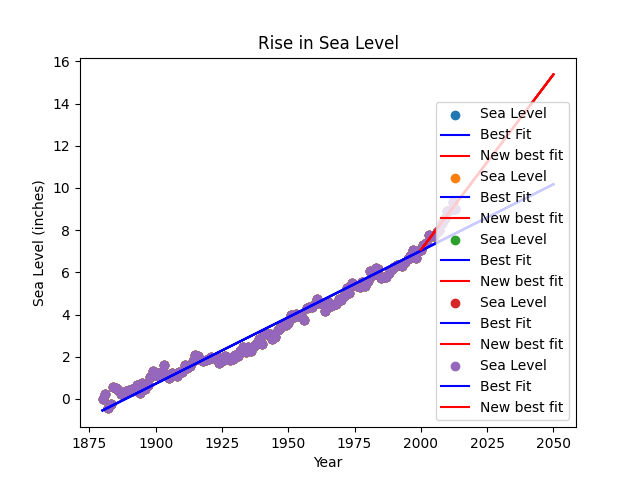 Rise in Sea Level
16
14
12
10
8
6
4
2
0
Sea Level (inches)
Sea Level
Best Fit
New best fit
Sea Level
Best Fit
New best fit
Sea Level
Best Fit
New best fit
Sea Level
Best Fit
New best fit
Sea Level
Best Fit
New best fit
1875 1900 1925 1950 1975 2000 2025 2050
Year